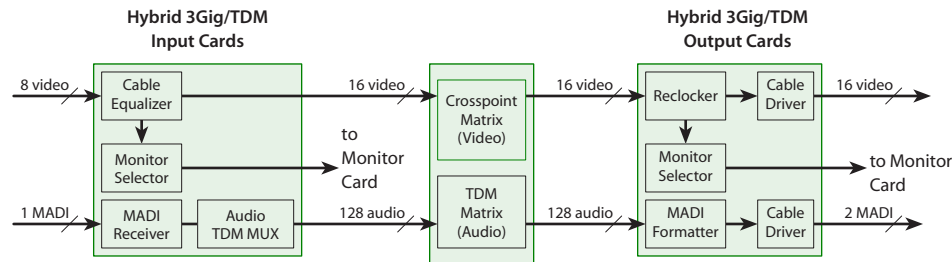 Hybrid 3Gig/TDM
Input Cards
Hybrid 3Gig/TDM
Output Cards
8 video
Cable
Equalizer
16 video
Crosspoint
Matrix
(Video)
16 video
Reclocker
Cable
Driver
16 video
Monitor
Selector
to
Monitor
Card
Monitor
Selector
to Monitor
Card
1 MADI
MADI
Receiver
Audio
TDM MUX
128 audio
TDM
Matrix
(Audio)
128 audio
MADI
Formatter
Cable
Driver
2 MADI